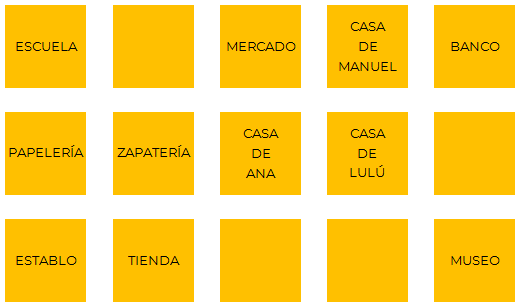 ESCUELA
MERCADO
CASA
DE
MANUEL
BANCO
PAPELERÍA
ZAPATERÍA
CASA
DE
ANA
CASA
DE
LULÚ
ESTABLO
TIENDA
MUSEO